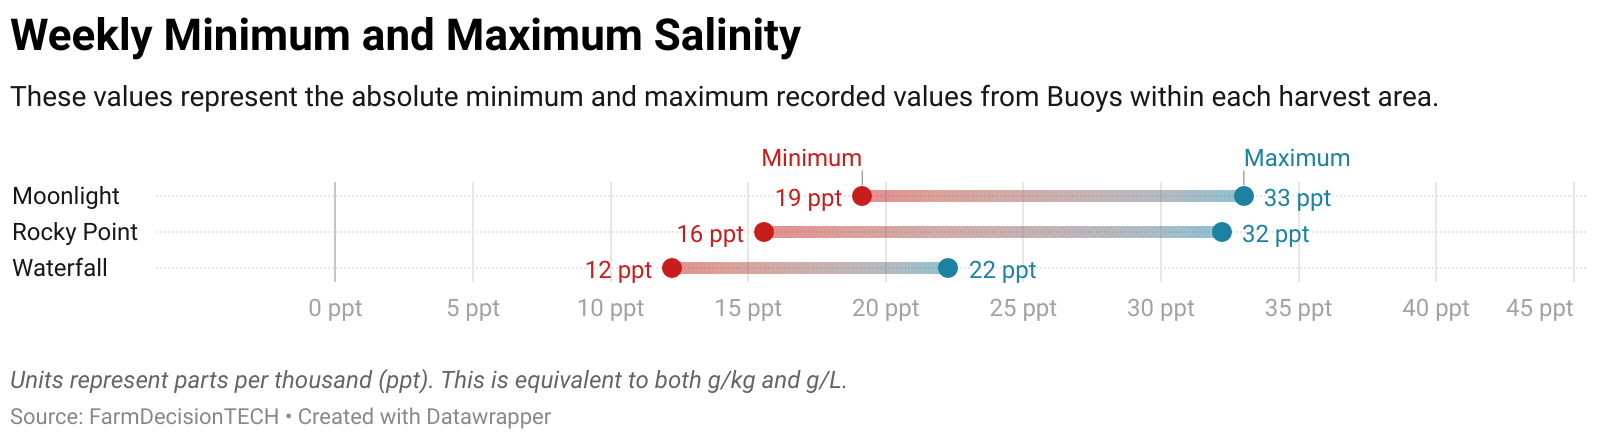 Weekly Minimum and Maximum Salinity
These values represent the absolute minimum and maximum recorded values from Buoys within each harvest area.
Minimum Maximum
Moonlight 19 ppt 33 ppt
Rocky Point 16 ppt 32 ppt
Waterfall 12 ppt 22 ppt
0 ppt 5 ppt 10 ppt 15 ppt 20 ppt 25 ppt 30 ppt 35 ppt 40 ppt 45 ppt
Units represent parts per thousand (ppt). This is equivalent to both g/kg and g/L.
Source: FarmDecisionTECH • Created with Datawrapper